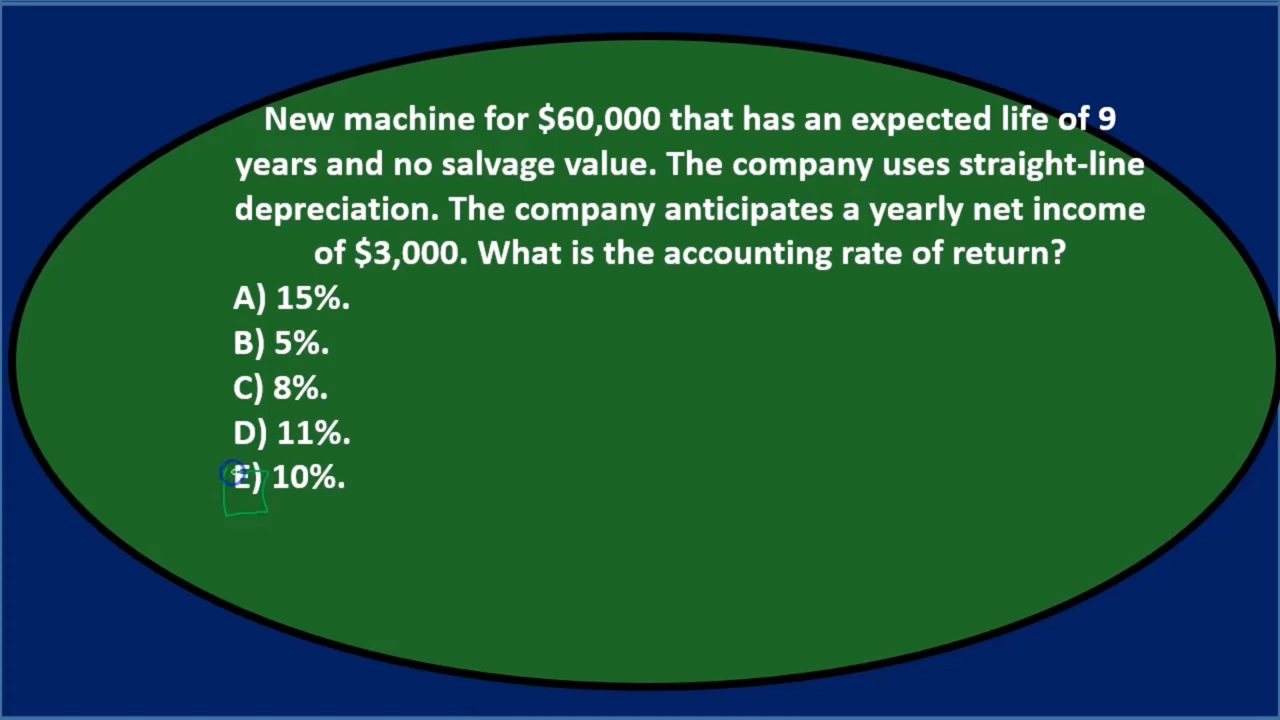 New machine for $60,000 that has an expected life of 9
years and no salvage value. The company uses straight-line
depreciation. The company anticipates a yearly net income
of $3,000. What is the accounting rate of return?
A) 15%.
B) 5%.
C) 8%.
D) 11%.
E) 10%.